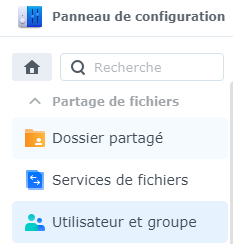 Panneau de configuration
Recherche
Partage de fichiers
Dossier partagé
Services de fichiers
Utilisateur et groupe